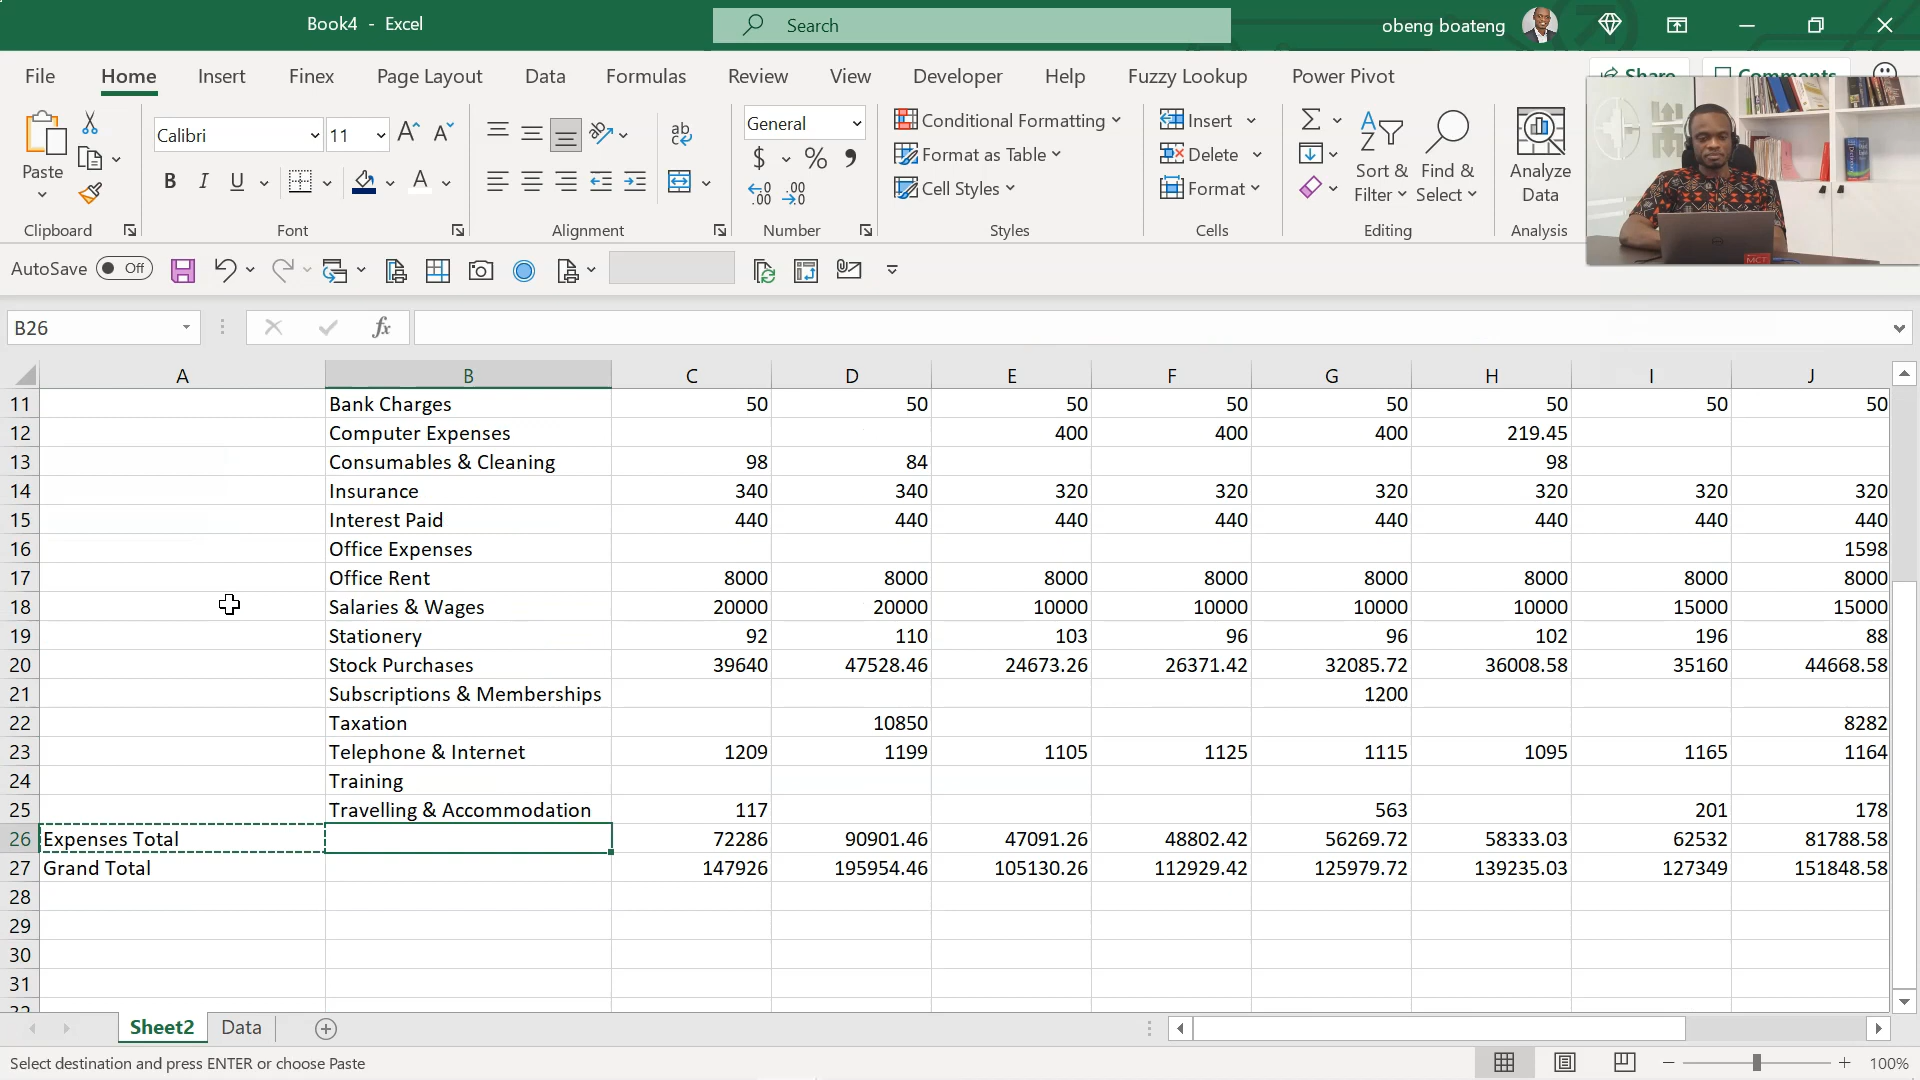 Book4 - Excel
Search
obeng boateng
File Home Insert Finex Page Layout Data Formulas Review View Developer Help Fuzzy Lookup Power Pivot Share Comments
Paste
Clipboard
Calibri 11
B I U
Font
ab
Alignment
General
$ % ,
Number
Conditional Formatting
Format as Table
Cell Styles
Styles
Insert
Delete
Format
Cells
Sort & Filter
Find & Select
Editing
Analyze Data
Analysis
MCT
AutoSave Off
B26 fx
A B C D E F G H I J
11 Bank Charges 50 50 50 50 50 50 50 50
12 Computer Expenses 400 400 400 219.45
13 Consumables & Cleaning 98 84 98
14 Insurance 340 340 320 320 320 320 320 320
15 Interest Paid 440 440 440 440 440 440 440 440
16 Office Expenses 1598
17 Office Rent 8000 8000 8000 8000 8000 8000 8000 8000
18 Salaries & Wages 20000 20000 10000 10000 10000 10000 15000 15000
19 Stationery 92 110 103 96 96 102 196 88
20 Stock Purchases 39640 47528.46 24673.26 26371.42 32085.72 36008.58 35160 44668.58
21 Subscriptions & Memberships 1200
22 Taxation 10850 8282
23 Telephone & Internet 1209 1199 1105 1125 1115 1095 1165 1164
24 Training
25 Travelling & Accommodation 117 563 201 178
26 Expenses Total 72286 90901.46 47091.26 48802.42 56269.72 58333.03 62532 81788.58
27 Grand Total 147926 195954.46 105130.26 112929.42 125979.72 139235.03 127349 151848.58
28
29
30
31
Sheet2 Data
Select destination and press ENTER or choose Paste
100%